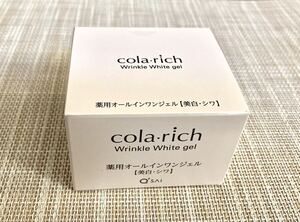 cola·rich
Wrinkle White gel
薬用オールインワンジェル【美白・シワ】
cola·rich
Wrinkle White gel
薬用オールインワンジェル
【美白・シワ】
Q'SAI